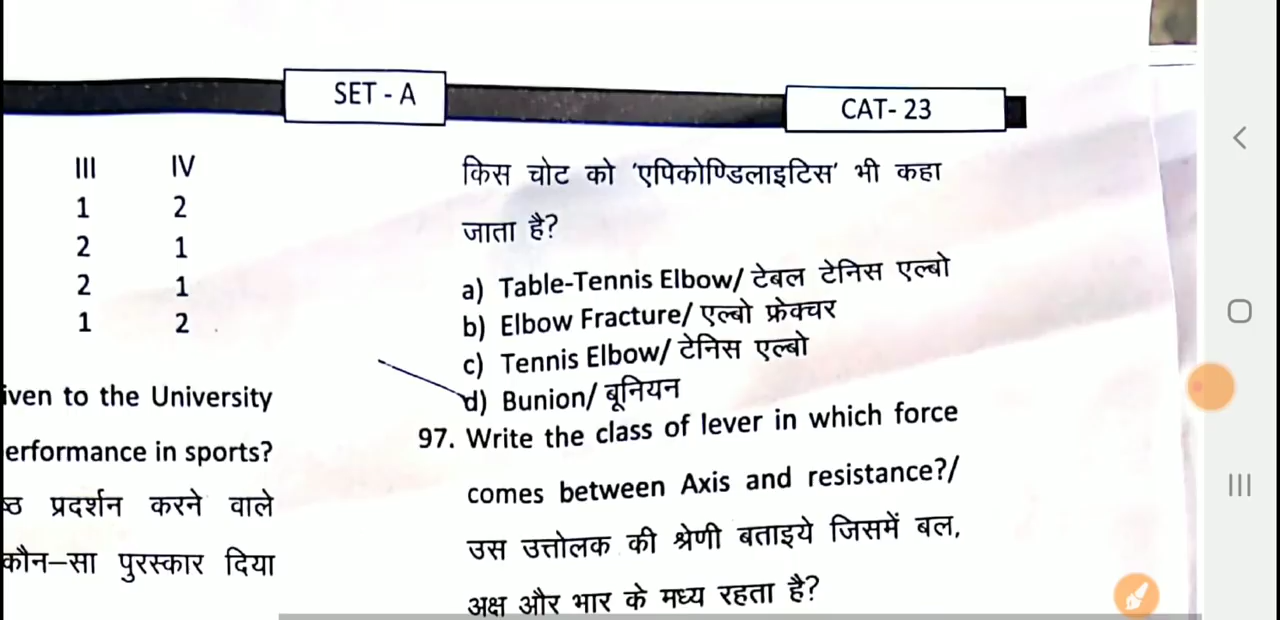 SET - A
CAT- 23
III IV
1 2
2 1
2 1
1 2
iven to the University
erformance in sports?
ष्ठ प्रदर्शन करने वाले
कौन–सा पुरस्कार दिया
किस चोट को 'एपिकोण्डिलाइटिस' भी कहा
जाता है?
a) Table-Tennis Elbow/ टेबल टेनिस एल्बो
b) Elbow Fracture/ एल्बो फ्रेक्चर
c) Tennis Elbow/ टेनिस एल्बो
d) Bunion/ बूनियन
97. Write the class of lever in which force
comes between Axis and resistance?/
उस उत्तोलक की श्रेणी बताइये जिसमें बल,
अक्ष और भार के मध्य रहता है?